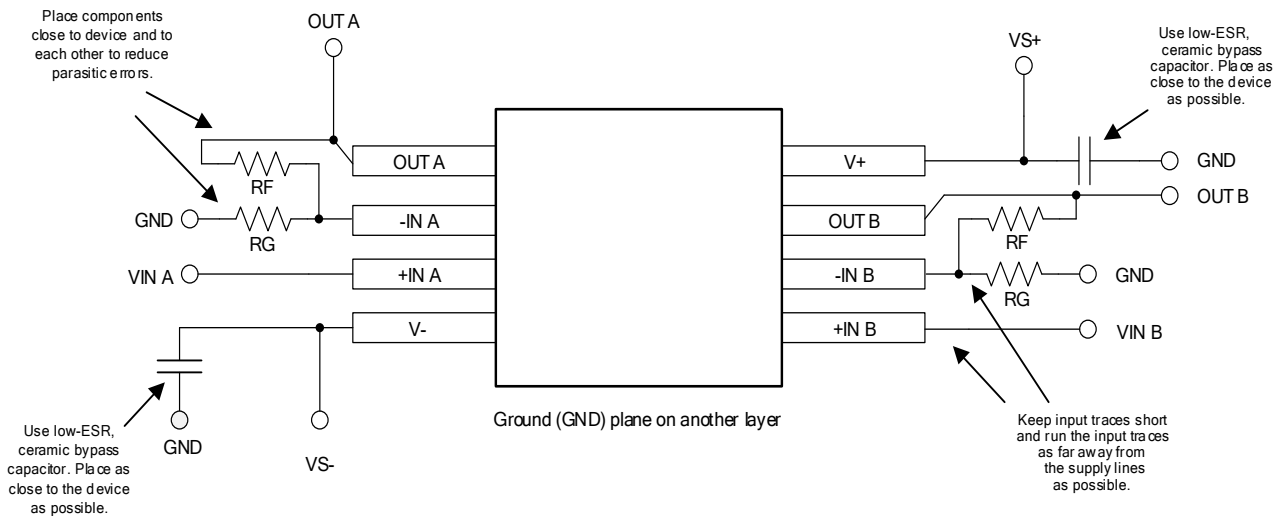 Place components
close to device and to
each other to reduce
parasitic errors.
OUT A
VS+
Use low-ESR,
ceramic bypass
capacitor. Place as
close to the device
as possible.
OUT A
V+
GND
RF
OUT B
GND
-IN A
OUT B
RG
RF
VIN A
+IN A
-IN B
GND
RG
V-
+IN B
VIN B
Ground (GND) plane on another layer
Use low-ESR,
ceramic bypass
capacitor. Place as
close to the device
as possible.
GND
VS-
Keep input traces short
and run the input traces
as far away from
the supply lines
as possible.